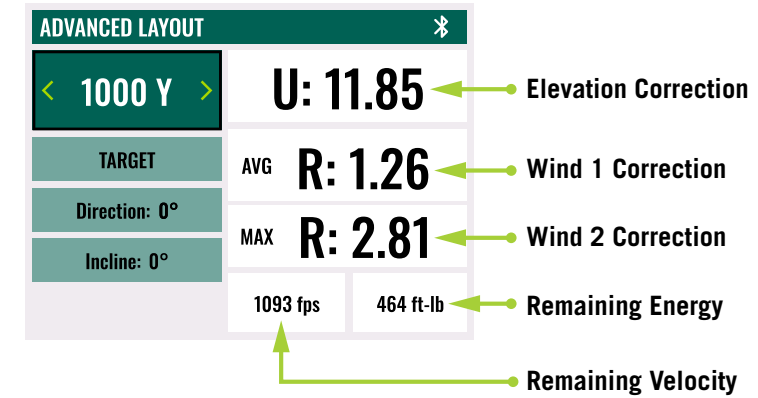 ADVANCED LAYOUT
< 1000 Y >
U: 11.85
Elevation Correction
TARGET
AVG R: 1.26
Wind 1 Correction
Direction: 0°
MAX R: 2.81
Wind 2 Correction
Incline: 0°
1093 fps
464 ft-lb
Remaining Energy
Remaining Velocity